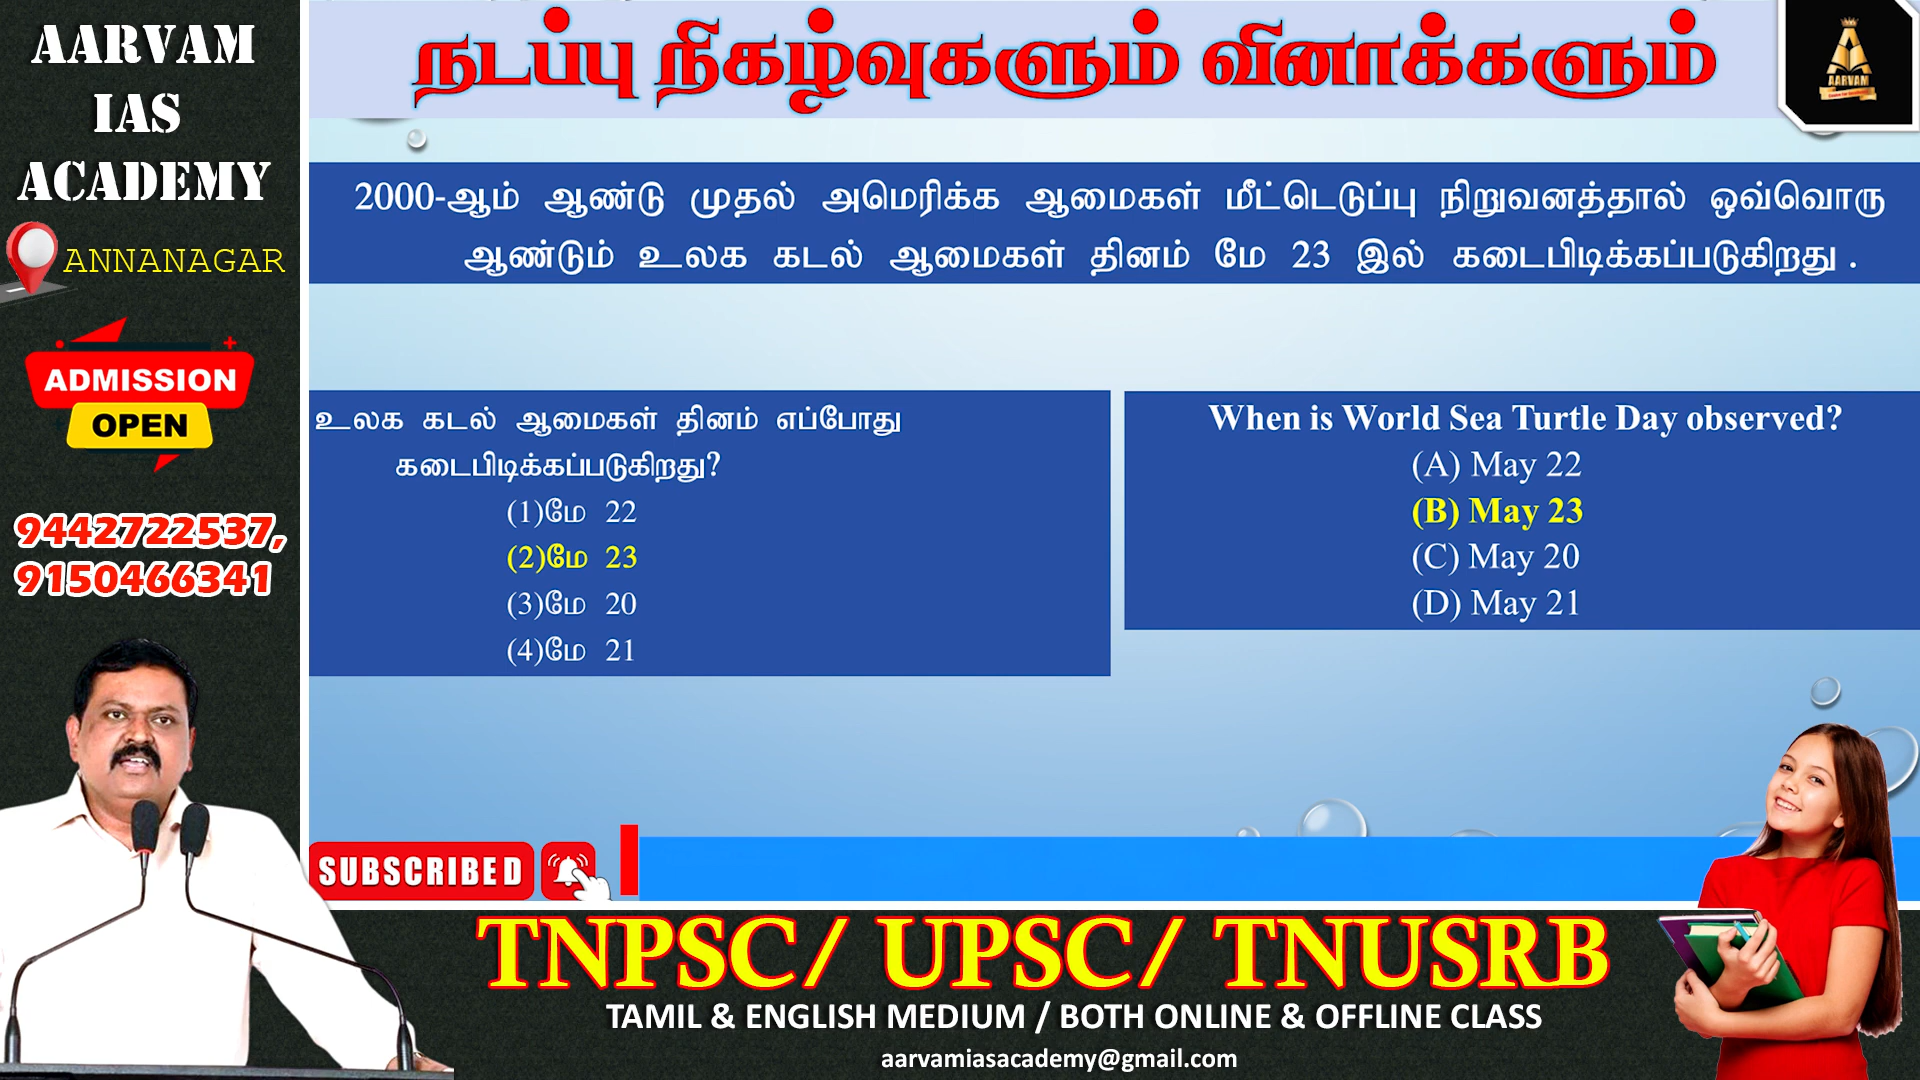 AARVAM
IAS
ACADEMY
ANNANAGAR
ADMISSION
OPEN
9442722537,
9150466341
நடப்பு நிகழ்வுகளும் வினாக்களும்
AARVAM
2000-ஆம் ஆண்டு முதல் அமெரிக்க ஆமைகள் மீட்டெடுப்பு நிறுவனத்தால் ஒவ்வொரு
ஆண்டும் உலக கடல் ஆமைகள் தினம் மே 23 இல் கடைபிடிக்கப்படுகிறது .
உலக கடல் ஆமைகள் தினம் எப்போது
கடைபிடிக்கப்படுகிறது?
(1)மே 22
(2)மே 23
(3)மே 20
(4)மே 21
When is World Sea Turtle Day observed?
(A) May 22
(B) May 23
(C) May 20
(D) May 21
SUBSCRIBED
TNPSC/ UPSC/ TNUSRB
TAMIL & ENGLISH MEDIUM / BOTH ONLINE & OFFLINE CLASS
aarvamiasacademy@gmail.com